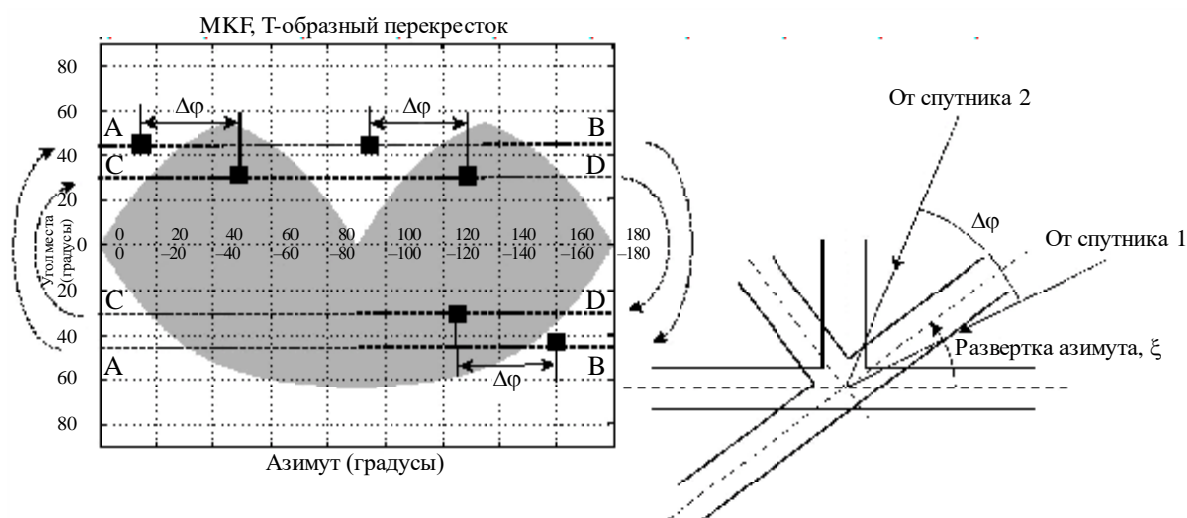 MKF, Т-образный перекресток
80
60
40
20
0
20
40
60
80
Угол места
(градусы)
Δφ
Δφ
A
B
C
D
0 20 40 60 80 100 120 140 160 180
0 –20 –40 –60 –80 –100 –120 –140 –160 –180
C
D
A
B
Δφ
Азимут (градусы)
От спутника 2
Δφ
От спутника 1
Развертка азимута, ξ